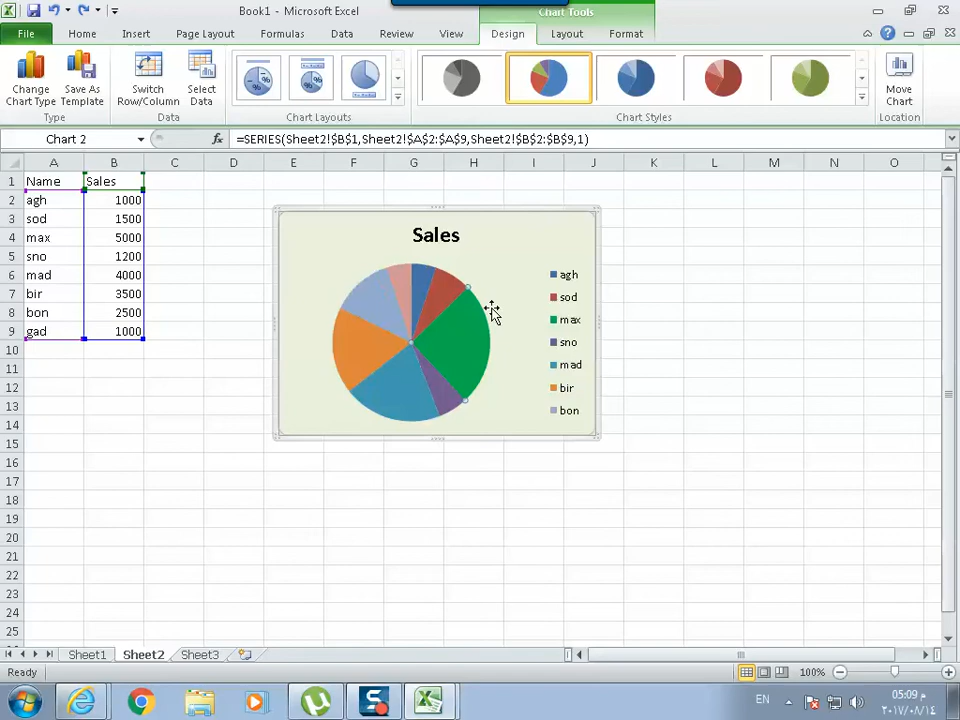 Book1 - Microsoft Excel
Chart Tools
File Home Insert Page Layout Formulas Data Review View Design Layout Format
Change Chart Type
Save As Template
Switch Row/Column
Select Data
Move Chart
Type Data Chart Layouts Chart Styles Location
Chart 2 fx =SERIES(Sheet2!$B$1,Sheet2!$A$2:$A$9,Sheet2!$B$2:$B$9,1)
A B C D E F G H I J K L M N O
1 Name Sales
2 agh 1000
3 sod 1500
4 max 5000
5 sno 1200
6 mad 4000
7 bir 3500
8 bon 2500
9 gad 1000
10
11
12
13
14
15
16
17
18
19
20
21
22
23
24
25
Sales
agh
sod
max
sno
mad
bir
bon
Sheet1 Sheet2 Sheet3
Ready 100%
EN
05:09 م
٢٠١٧/٠٨/١٤